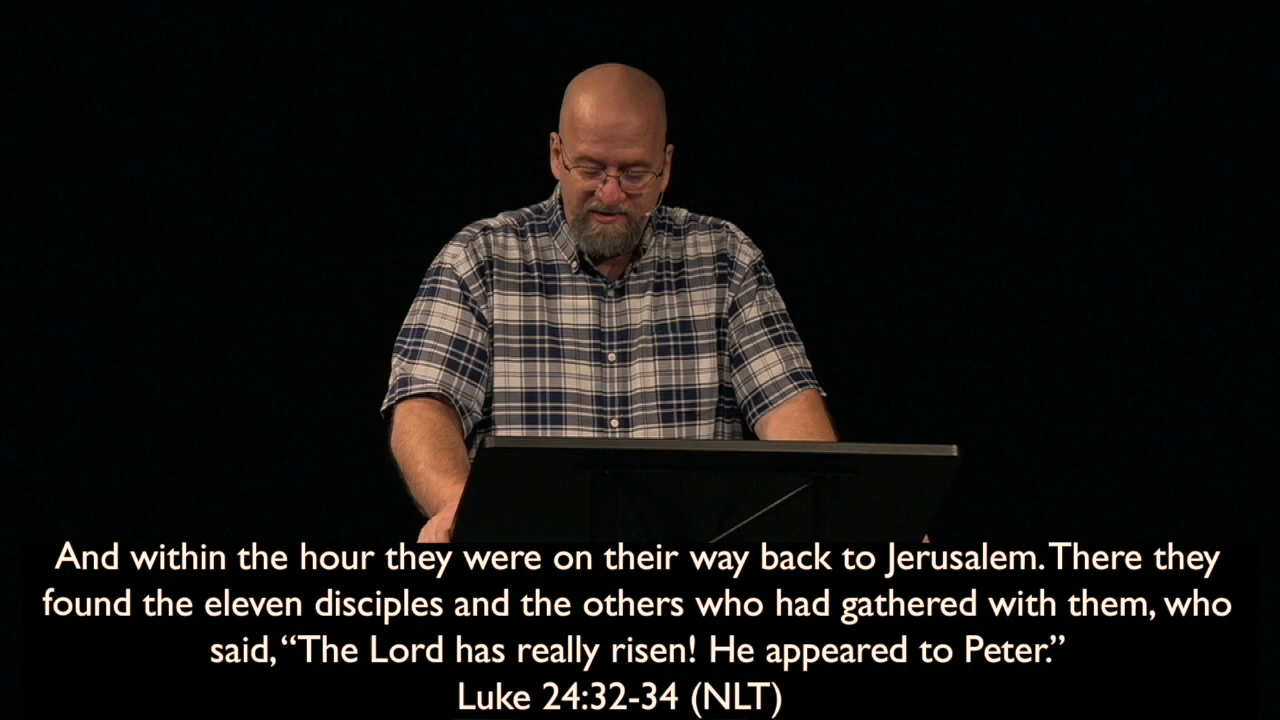 And within the hour they were on their way back to Jerusalem. There they
found the eleven disciples and the others who had gathered with them, who
said, “The Lord has really risen! He appeared to Peter.”
Luke 24:32-34 (NLT)